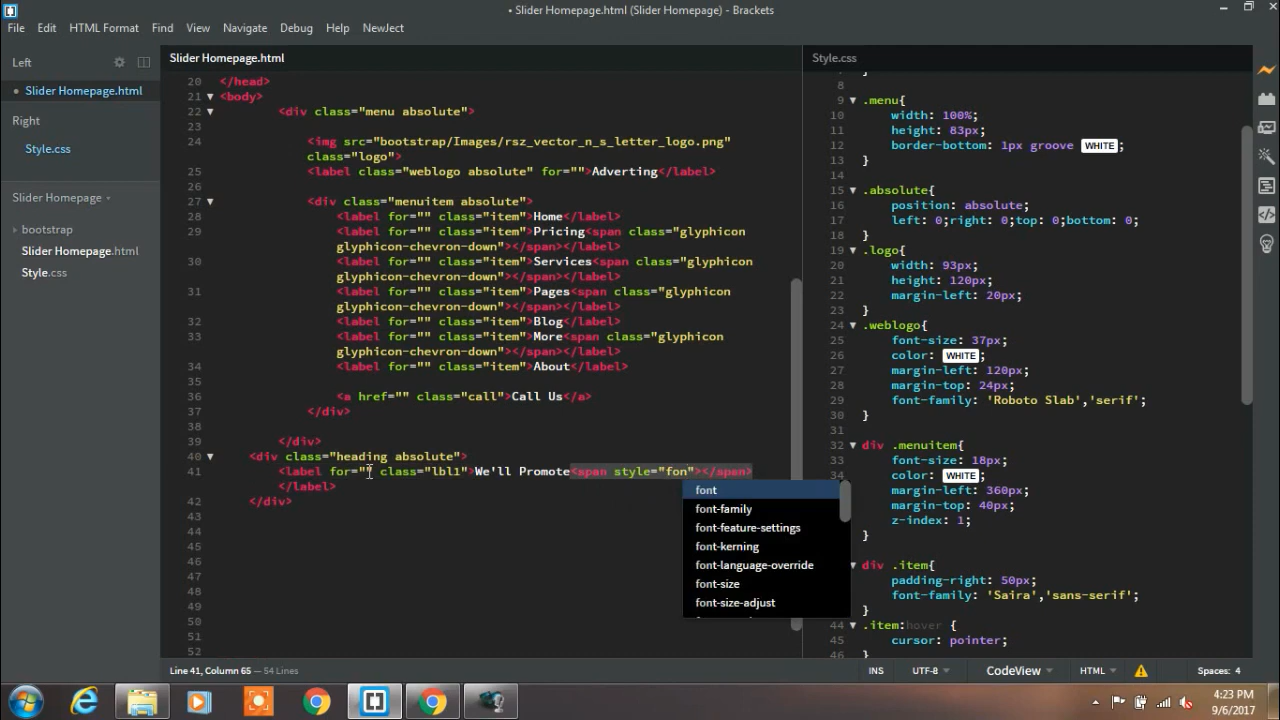 • Slider Homepage.html (Slider Homepage) - Brackets
File Edit HTML Format Find View Navigate Debug Help NewJect
Left
• Slider Homepage.html
Right
Style.css
Slider Homepage
bootstrap
Slider Homepage.html
Style.css
Slider Homepage.html
20 </head>
21 <body>
22 <div class="menu absolute">
23
24 <img src="bootstrap/Images/rsz_vector_n_s_letter_logo.png"
class="logo">
25 <label class="weblogo absolute" for="">Adverting</label>
26
27 <div class="menuitem absolute">
28 <label for="" class="item">Home</label>
29 <label for="" class="item">Pricing<span class="glyphicon
glyphicon-chevron-down"></span></label>
30 <label for="" class="item">Services<span class="glyphicon
glyphicon-chevron-down"></span></label>
31 <label for="" class="item">Pages<span class="glyphicon
glyphicon-chevron-down"></span></label>
32 <label for="" class="item">Blog</label>
33 <label for="" class="item">More<span class="glyphicon
glyphicon-chevron-down"></span></label>
34 <label for="" class="item">About</label>
35
36 <a href="" class="call">Call Us</a>
37 </div>
38
39 </div>
40 <div class="heading absolute">
41 <label for="" class="lbl1">We'll Promote<span style="fon"></span>
</label>
42 </div>
43
44
45
46
47
48
49
50
51
52
font
font-family
font-feature-settings
font-kerning
font-language-override
font-size
font-size-adjust
Style.css
}
8
9 .menu{
10 width: 100%;
11 height: 83px;
12 border-bottom: 1px groove WHITE;
13 }
14
15 .absolute{
16 position: absolute;
17 left: 0;right: 0;top: 0;bottom: 0;
18 }
19 .logo{
20 width: 93px;
21 height: 120px;
22 margin-left: 20px;
23 }
24 .weblogo{
25 font-size: 37px;
26 color: WHITE;
27 margin-left: 120px;
28 margin-top: 24px;
29 font-family: 'Roboto Slab','serif';
30 }
31
32 div .menuitem{
33 font-size: 18px;
34 color: WHITE;
35 margin-left: 360px;
36 margin-top: 40px;
z-index: 1;
}
div .item{
padding-right: 50px;
font-family: 'Saira','sans-serif';
}
44 .item:hover {
45 cursor: pointer;
46 }
Line 41, Column 65 — 54 Lines
INS UTF-8 CodeView HTML Spaces: 4
4:23 PM
9/6/2017